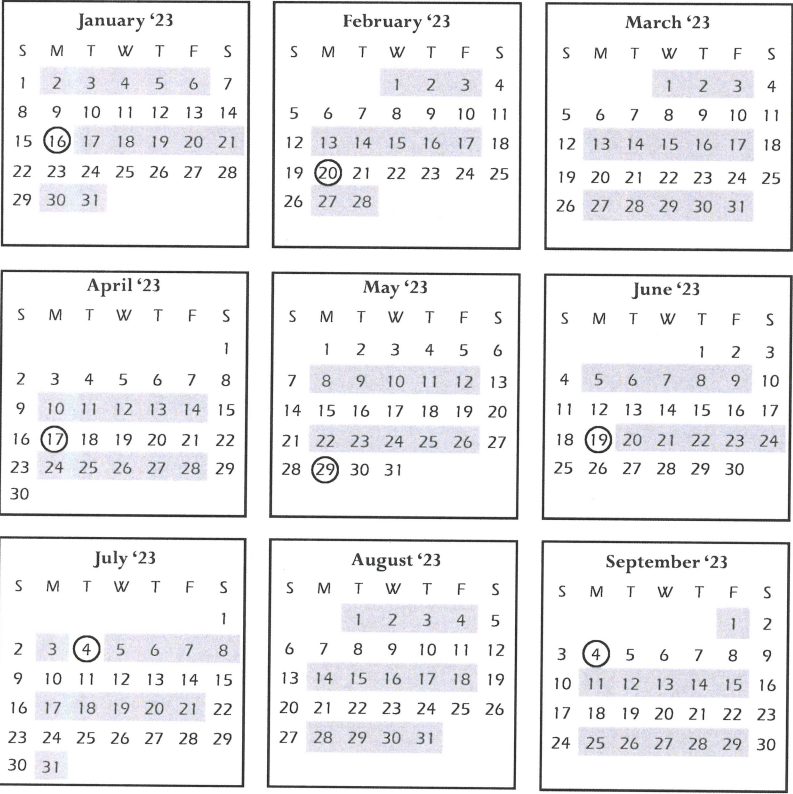 January ‘23
S M T W T F S
1 2 3 4 5 6 7
8 9 10 11 12 13 14
15 16 17 18 19 20 21
22 23 24 25 26 27 28
29 30 31
February ‘23
S M T W T F S
1 2 3 4
5 6 7 8 9 10 11
12 13 14 15 16 17 18
19 20 21 22 23 24 25
26 27 28
March ‘23
S M T W T F S
1 2 3 4
5 6 7 8 9 10 11
12 13 14 15 16 17 18
19 20 21 22 23 24 25
26 27 28 29 30 31
April ‘23
S M T W T F S
1
2 3 4 5 6 7 8
9 10 11 12 13 14 15
16 17 18 19 20 21 22
23 24 25 26 27 28 29
30
May ‘23
S M T W T F S
1 2 3 4 5 6
7 8 9 10 11 12 13
14 15 16 17 18 19 20
21 22 23 24 25 26 27
28 29 30 31
June ‘23
S M T W T F S
1 2 3
4 5 6 7 8 9 10
11 12 13 14 15 16 17
18 19 20 21 22 23 24
25 26 27 28 29 30
July ‘23
S M T W T F S
1
2 3 4 5 6 7 8
9 10 11 12 13 14 15
16 17 18 19 20 21 22
23 24 25 26 27 28 29
30 31
August ‘23
S M T W T F S
1 2 3 4 5
6 7 8 9 10 11 12
13 14 15 16 17 18 19
20 21 22 23 24 25 26
27 28 29 30 31
September ‘23
S M T W T F S
1 2
3 4 5 6 7 8 9
10 11 12 13 14 15 16
17 18 19 20 21 22 23
24 25 26 27 28 29 30